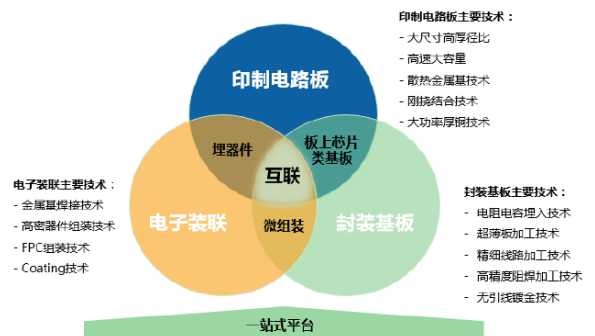 印制电路板主要技术：
- 大尺寸高厚径比
- 高速大容量
- 散热金属基技术
- 刚挠结合技术
- 大功率厚铜技术
印制电路板
埋器件
板上芯片
类基板
互联
电子装联主要技术：
- 金属基焊接技术
- 高密器件组装技术
- FPC组装技术
- Coating技术
电子装联
微组装
封装基板
封装基板主要技术：
- 电阻电容埋入技术
- 超薄板加工技术
- 精细线路加工技术
- 高精度阻焊加工技术
- 无引线镀金技术
一站式平台